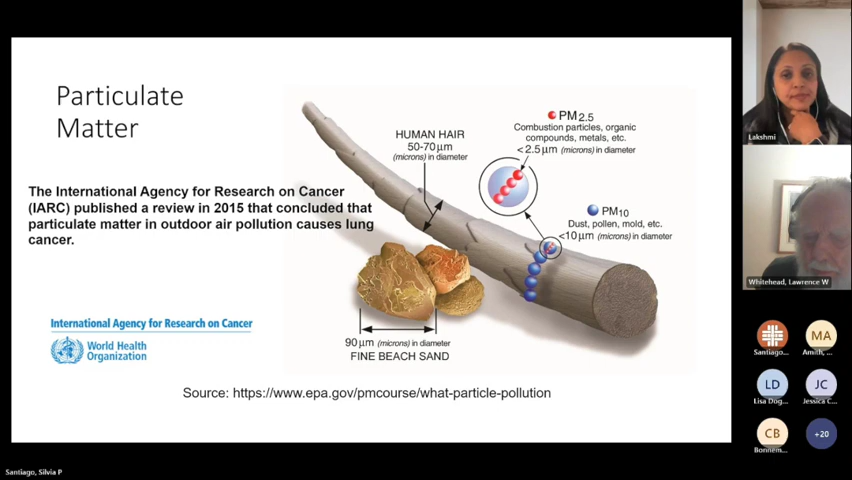 Particulate
Matter
The International Agency for Research on Cancer
(IARC) published a review in 2015 that concluded that
particulate matter in outdoor air pollution causes lung
cancer.
HUMAN HAIR
50-70μm
(microns) in diameter
PM2.5
Combustion particles, organic
compounds, metals, etc.
<2.5μm (microns) in diameter
PM10
Dust, pollen, mold, etc.
<10μm (microns) in diameter
90μm (microns) in diameter
FINE BEACH SAND
International Agency for Research on Cancer
World Health
Organization
Source: https://www.epa.gov/pmcourse/what-particle-pollution
Lakshmi
Whitehead, Lawrence W
Santiago...
MA
Amith, ...
LD
Lisa Dog...
JC
Jessica C...
CB
Bonnem...
+20
Santiago, Silvia P